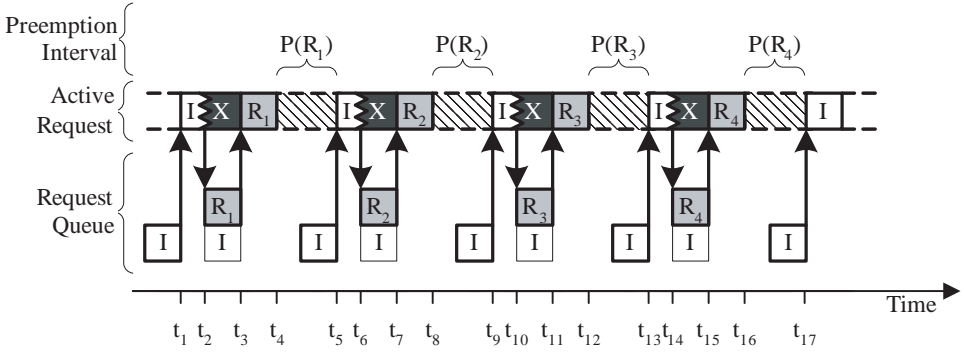 Preemption
Interval
P(R1) P(R2) P(R3) P(R4)
Active
Request
I X R1 I X R2 I X R3 I X R4 I
Request
Queue
R1 R2 R3 R4
I I I I I I I I I
Time
t1 t2 t3 t4 t5 t6 t7 t8 t9 t10 t11 t12 t13 t14 t15 t16 t17